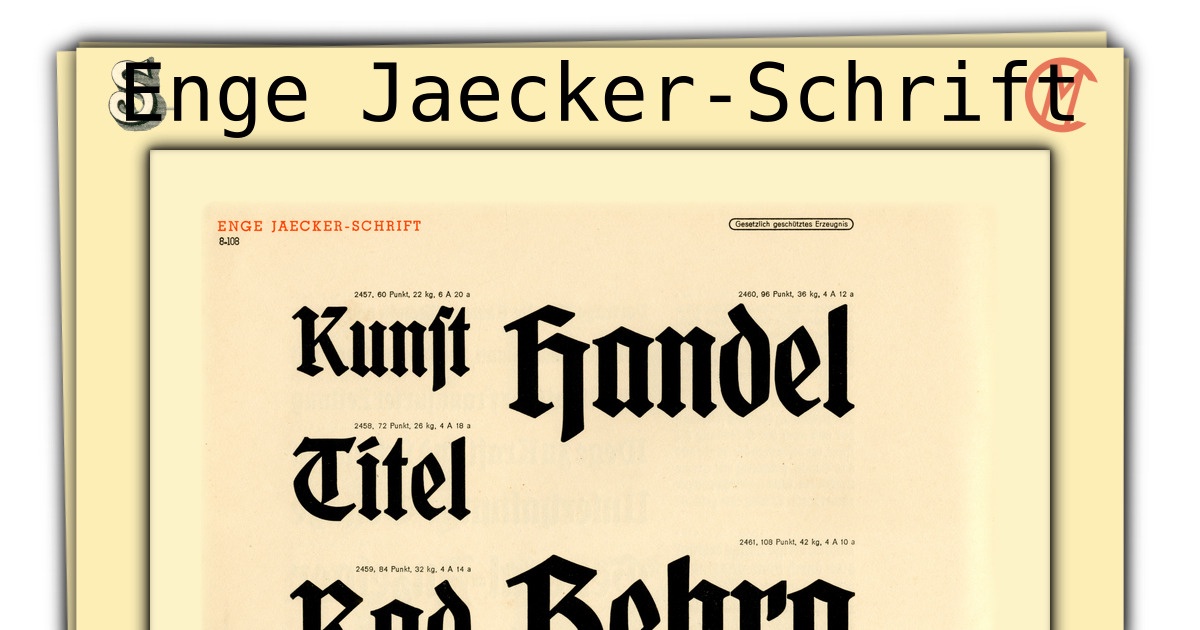 Enge Jaecker-Schrift
ENGE JAECKER-SCHRIFT
8-108
Gesetzlich geschütztes Erzeugnis
2457, 60 Punkt, 22 kg, 6 A 20 a
Kunſt
2460, 96 Punkt, 36 kg, 4 A 12 a
Handel
2458, 72 Punkt, 26 kg, 4 A 18 a
Titel
2461, 108 Punkt, 42 kg, 4 A 10 a
2459, 84 Punkt, 32 kg, 4 A 14 a